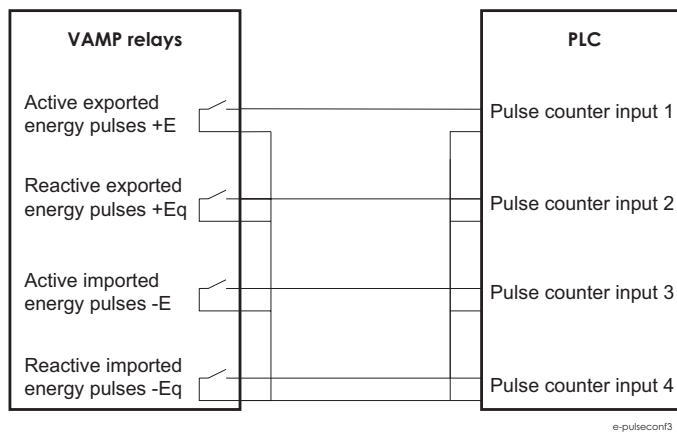 VAMP relays
PLC
Active exported
energy pulses +E
Pulse counter input 1
Reactive exported
energy pulses +Eq
Pulse counter input 2
Active imported
energy pulses -E
Pulse counter input 3
Reactive imported
energy pulses -Eq
Pulse counter input 4
e-pulseconf3